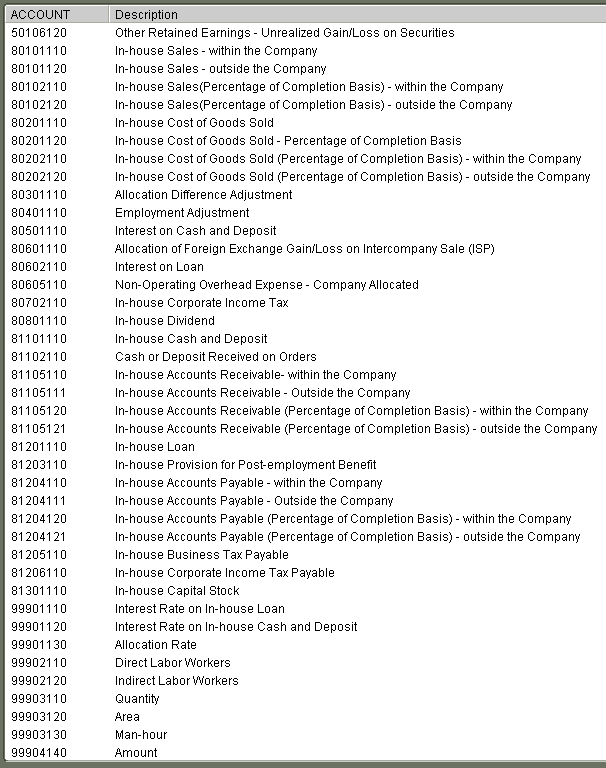 ACCOUNT Description
50106120 Other Retained Earnings - Unrealized Gain/Loss on Securities
80101110 In-house Sales - within the Company
80101120 In-house Sales - outside the Company
80102110 In-house Sales(Percentage of Completion Basis) - within the Company
80102120 In-house Sales(Percentage of Completion Basis) - outside the Company
80201110 In-house Cost of Goods Sold
80201120 In-house Cost of Goods Sold - Percentage of Completion Basis
80202110 In-house Cost of Goods Sold (Percentage of Completion Basis) - within the Company
80202120 In-house Cost of Goods Sold (Percentage of Completion Basis) - outside the Company
80301110 Allocation Difference Adjustment
80401110 Employment Adjustment
80501110 Interest on Cash and Deposit
80601110 Allocation of Foreign Exchange Gain/Loss on Intercompany Sale (ISP)
80602110 Interest on Loan
80605110 Non-Operating Overhead Expense - Company Allocated
80702110 In-house Corporate Income Tax
80801110 In-house Dividend
81101110 In-house Cash and Deposit
81102110 Cash or Deposit Received on Orders
81105110 In-house Accounts Receivable- within the Company
81105111 In-house Accounts Receivable - Outside the Company
81105120 In-house Accounts Receivable (Percentage of Completion Basis) - within the Company
81105121 In-house Accounts Receivable (Percentage of Completion Basis) - outside the Company
81201110 In-house Loan
81203110 In-house Provision for Post-employment Benefit
81204110 In-house Accounts Payable - within the Company
81204111 In-house Accounts Payable - Outside the Company
81204120 In-house Accounts Payable (Percentage of Completion Basis) - within the Company
81204121 In-house Accounts Payable (Percentage of Completion Basis) - outside the Company
81205110 In-house Business Tax Payable
81206110 In-house Corporate Income Tax Payable
81301110 In-house Capital Stock
99901110 Interest Rate on In-house Loan
99901120 Interest Rate on In-house Cash and Deposit
99901130 Allocation Rate
99902110 Direct Labor Workers
99902120 Indirect Labor Workers
99903110 Quantity
99903120 Area
99903130 Man-hour
99904140 Amount